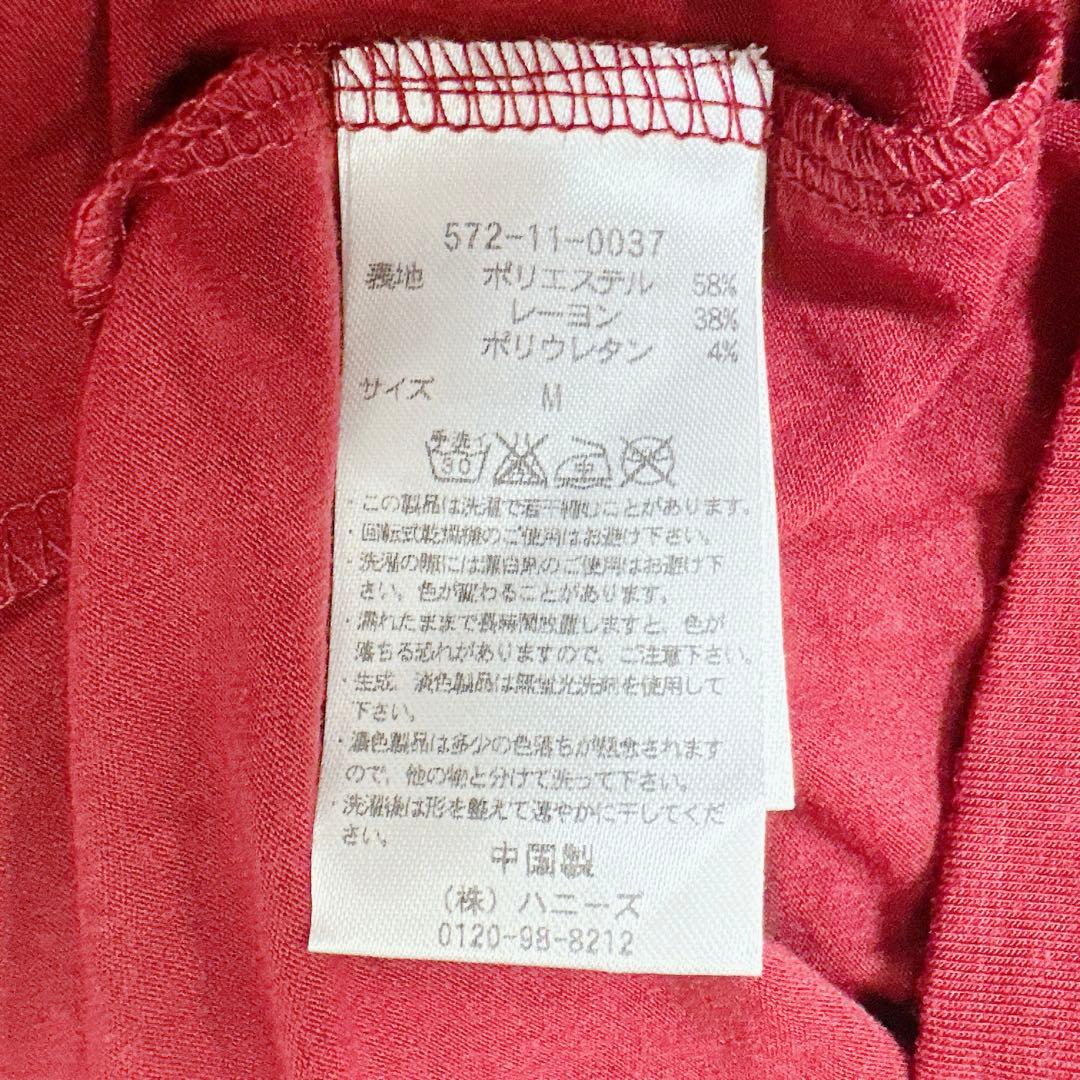 572-11-0037
表地 ポリエステル 58%
レーヨン 38%
ポリウレタン 4%
サイズ M
手洗イ
30 中
・この製品は洗濯で若干縮むことがあります。
・回転式乾燥機のご使用はお避け下さい。
・洗濯の際には漂白剤のご使用はお避け下
さい。色が変わることがあります。
・濡れたままで長時間放置しますと、色が
落ちる恐れがありますので、ご注意下さい。
・生成、淡色製品は無蛍光洗剤を使用して
下さい。
・濃色製品は多少の色落ちが懸念されます
ので、他の物と分けて洗って下さい。
・洗濯後は形を整えて速やかに干してくだ
さい。
中国製
(株) ハニーズ
0120-98-8212